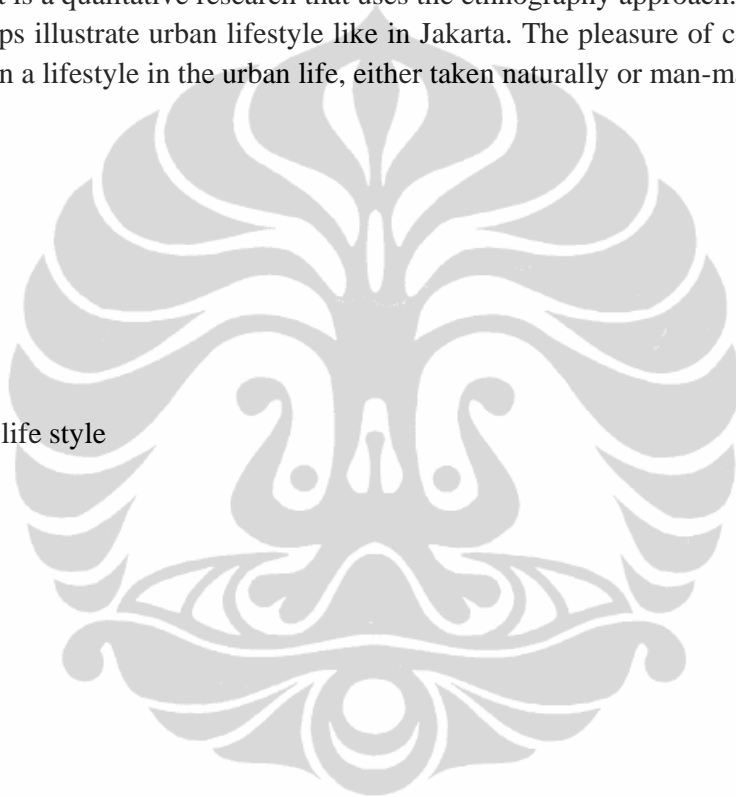 t is a qualitative research that uses the ethnography approach.
ps illustrate urban lifestyle like in Jakarta. The pleasure of c
n a lifestyle in the urban life, either taken naturally or man-ma
life style